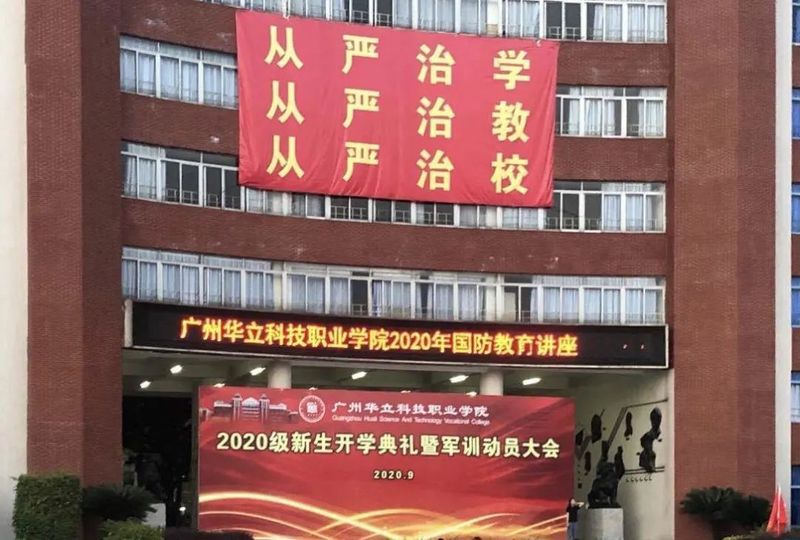 从严治学
从严治教
从严治校
广州华立科技职业学院2020年国防教育讲座
广州华立科技职业学院
Guangzhou Huali Science And Technology Vocational College
2020级新生开学典礼暨军训动员大会
2020.9